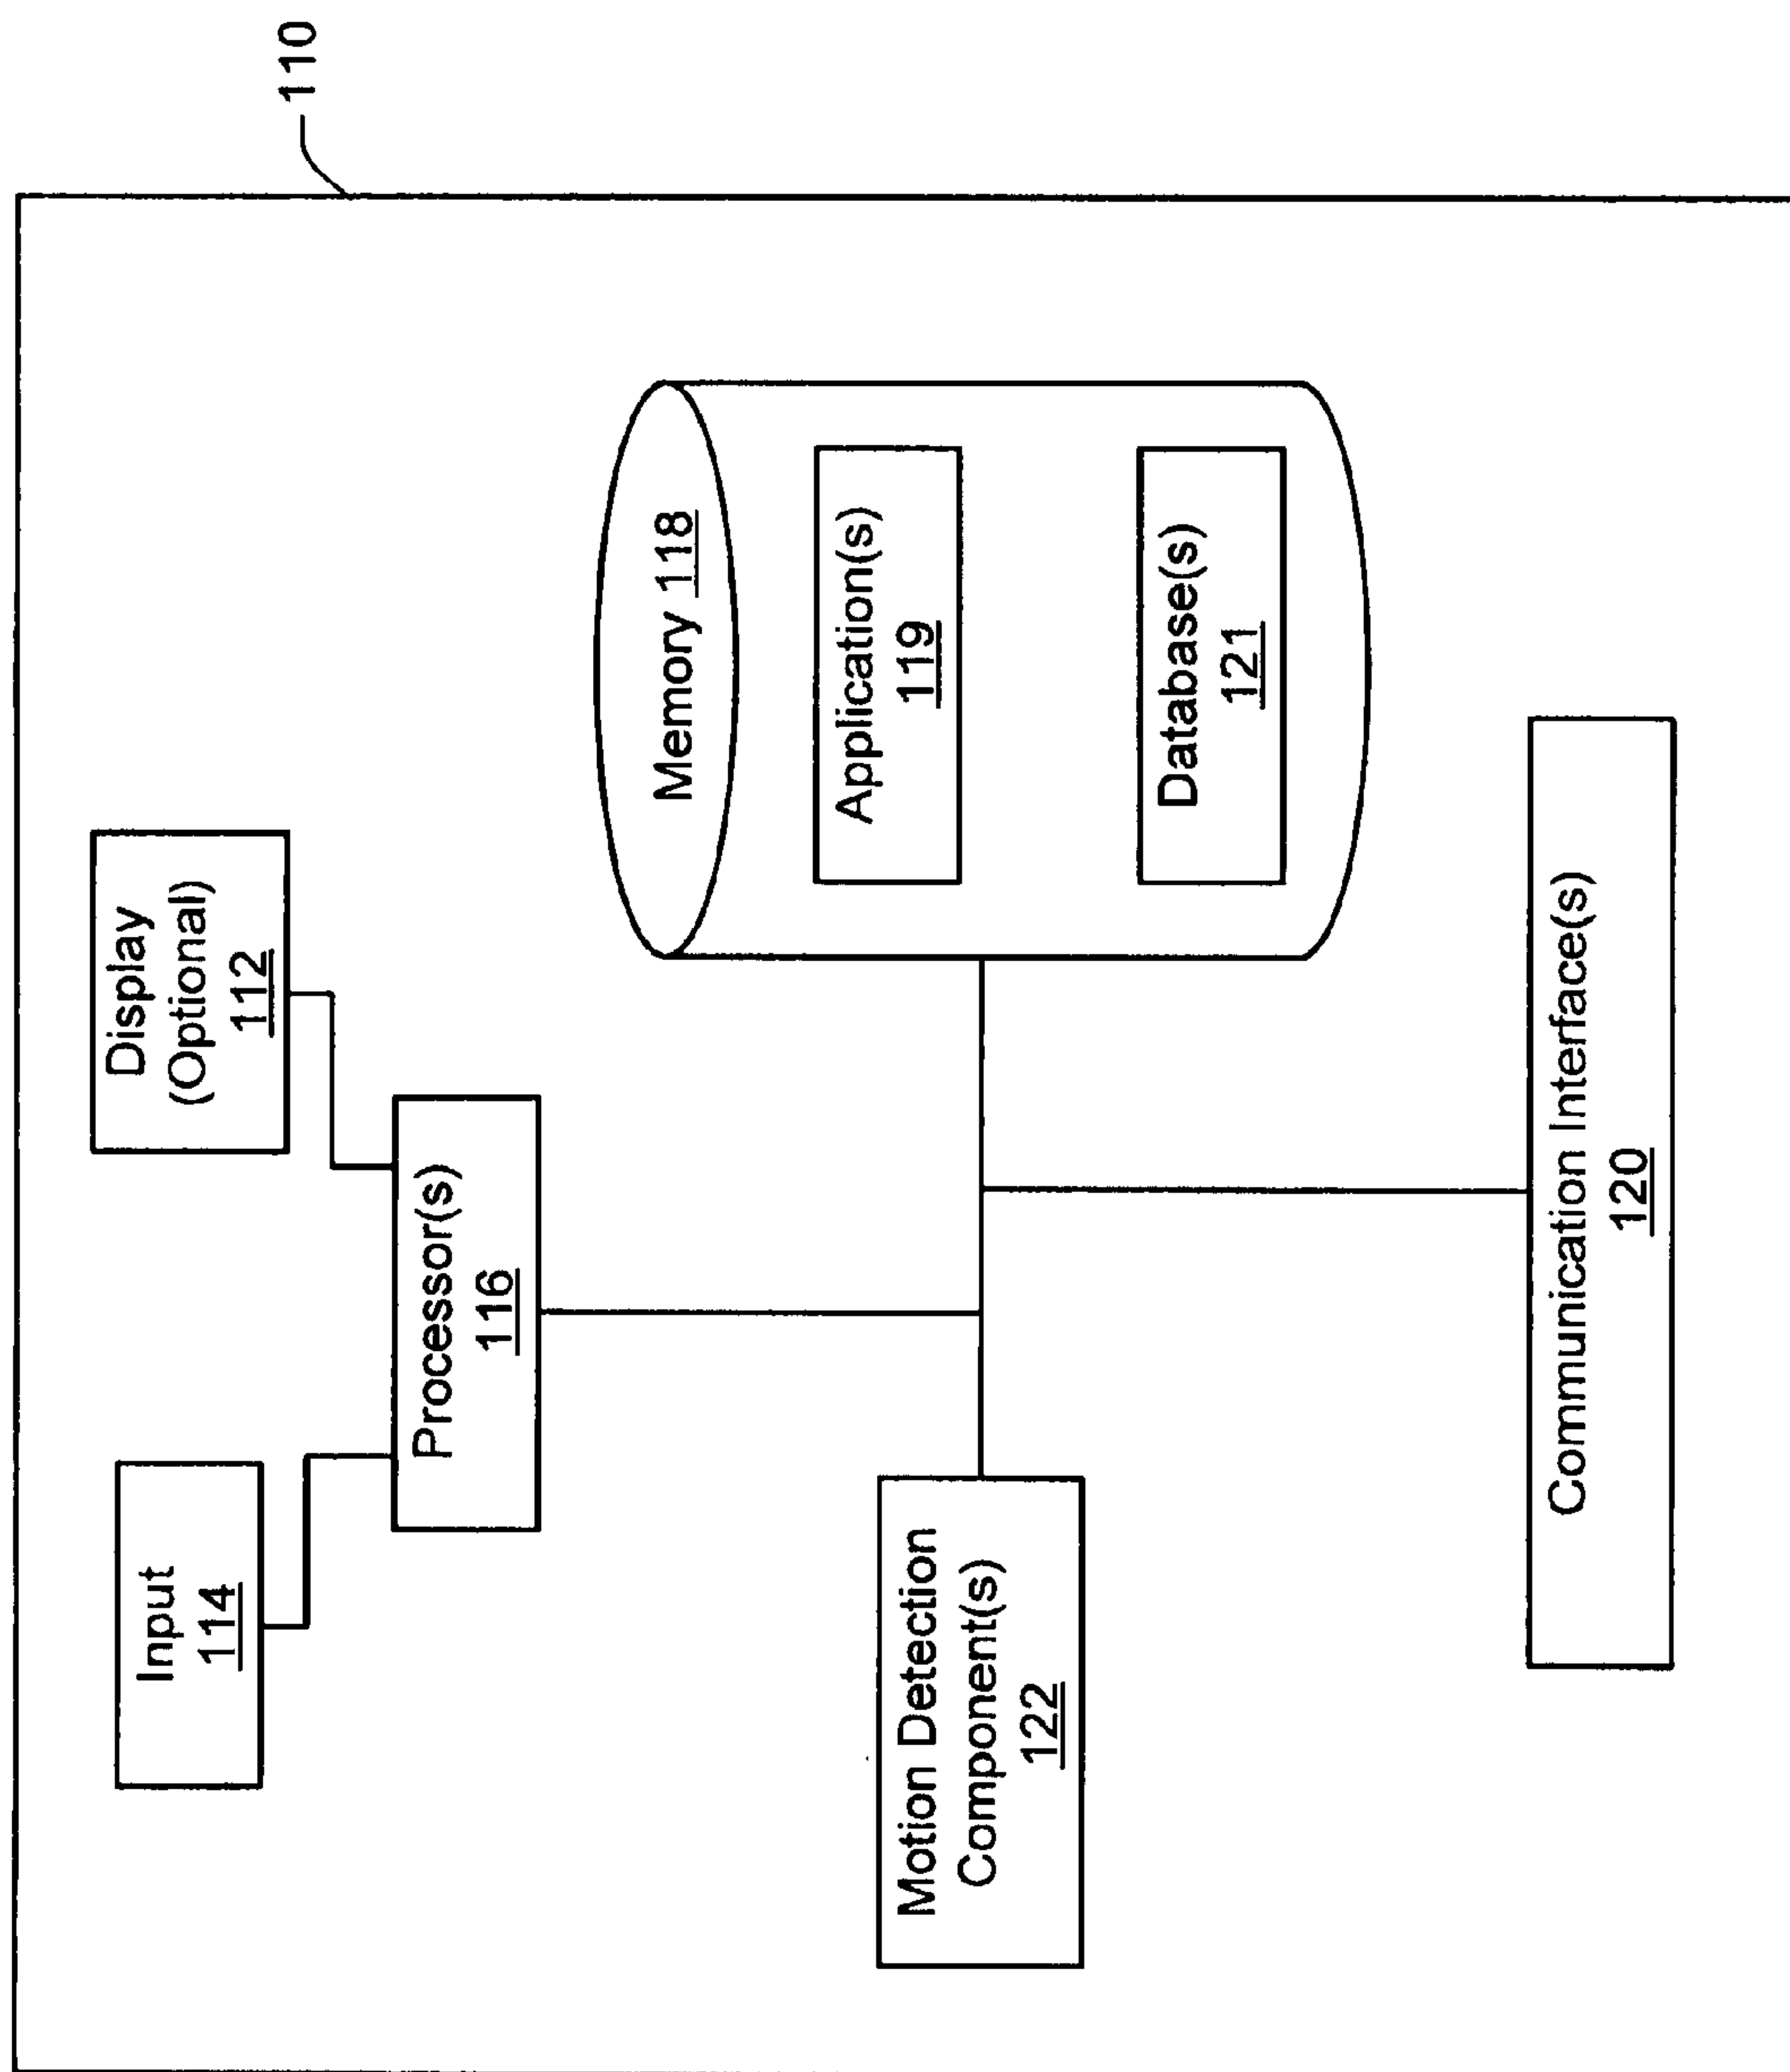 110
Input
114
Display
(Optional)
112
Processor(s)
116
Memory 118
Application(s)
119
Database(s)
121
Motion Detection
Component(s)
122
Communication Interface(s)
120